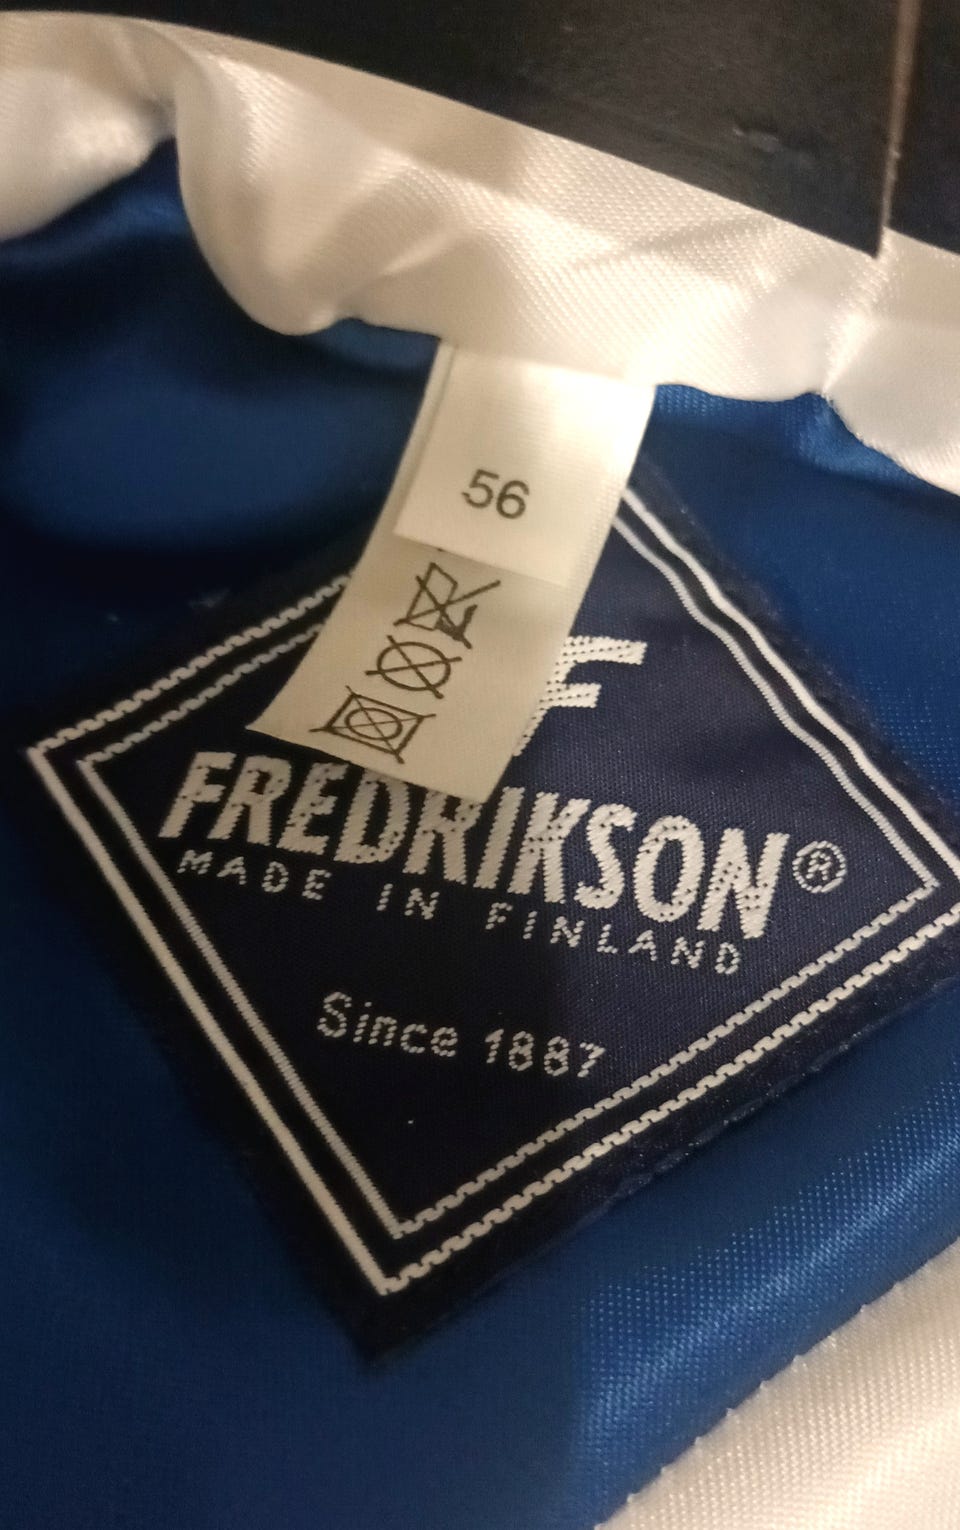 56
F
FREDRIKSON®
MADE IN FINLAND
Since 1887